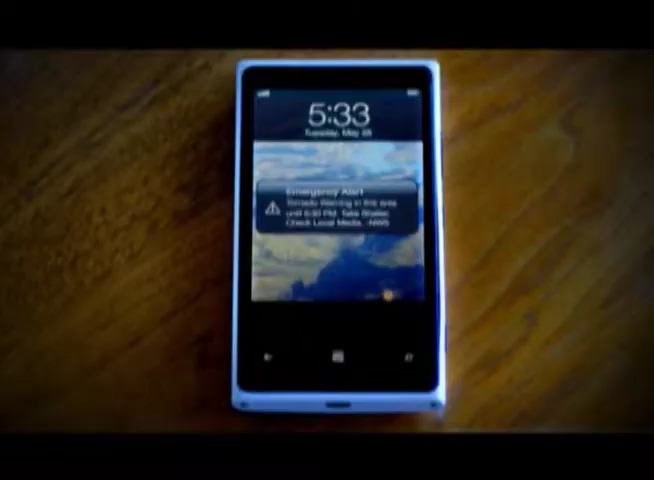 5:33
Tuesday, May 28
Emergency Alert
Tornado Warning in this area
until 6:30 PM. Take Shelter.
Check Local Media. -NWS